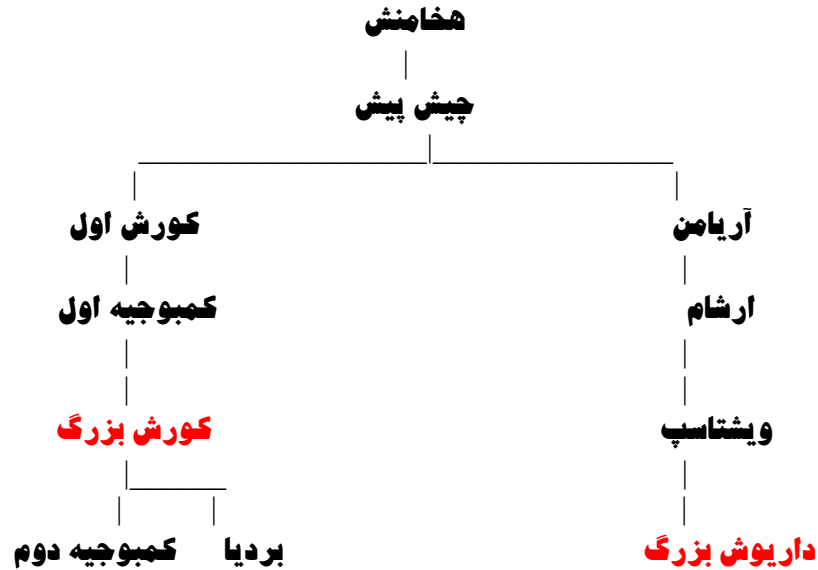 هخامنش
چیش پیش
آریامن
کورش اول
ارشام
کمبوجیه اول
ویشتاسپ
کورش بزرگ
داریوش بزرگ
بردیا
کمبوجیه دوم